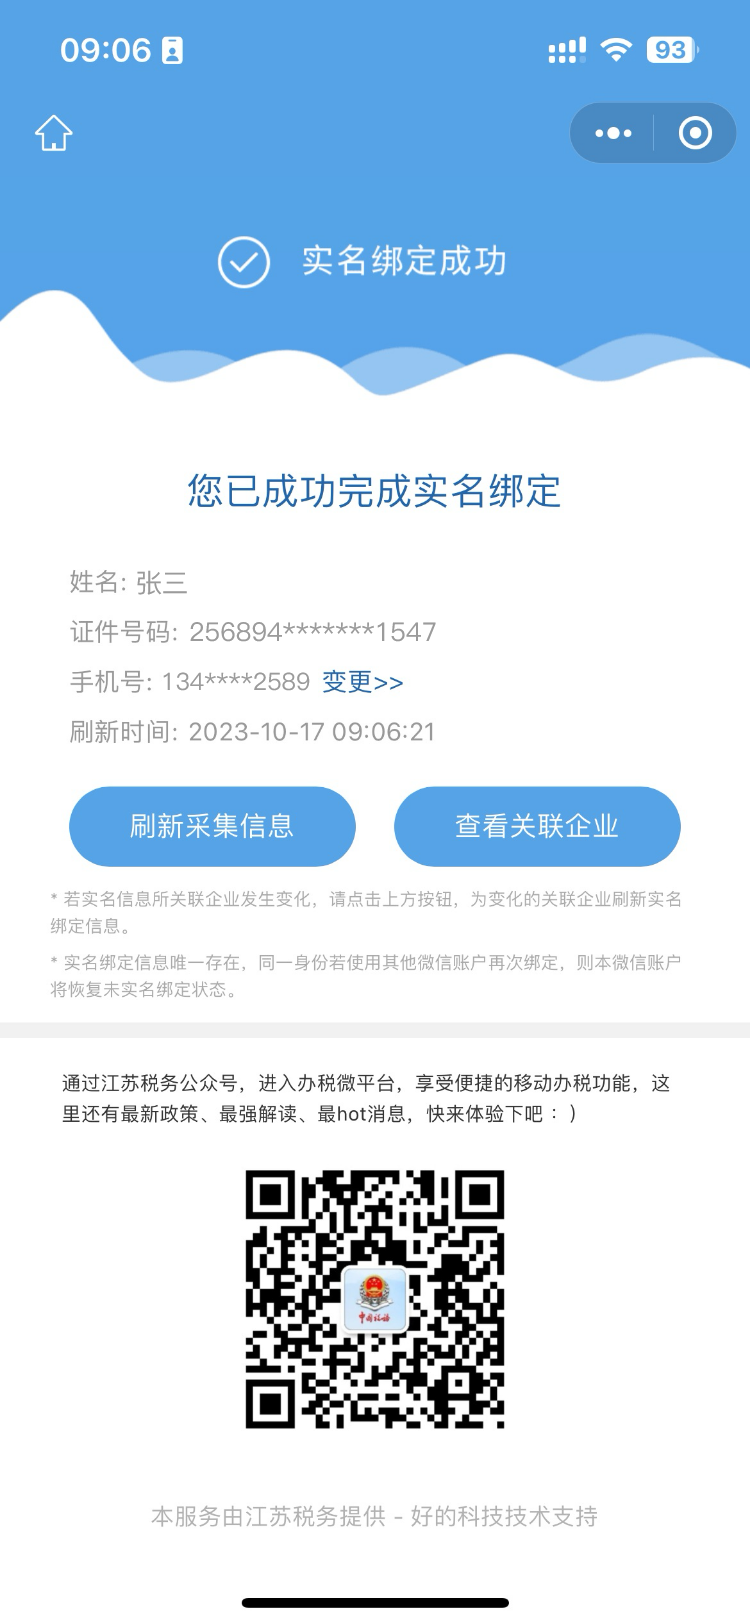 09:06
93
实名绑定成功
您已成功完成实名绑定
姓名: 张三
证件号码: 256894*******1547
手机号: 134****2589 变更>>
刷新时间: 2023-10-17 09:06:21
刷新采集信息 查看关联企业
* 若实名信息所关联企业发生变化，请点击上方按钮，为变化的关联企业刷新实名
绑定信息。
* 实名绑定信息唯一存在，同一身份若使用其他微信账户再次绑定，则本微信账户
将恢复未实名绑定状态。
通过江苏税务公众号，进入办税微平台，享受便捷的移动办税功能，这
里还有最新政策、最强解读、最hot消息，快来体验下吧：）
中国税务
本服务由江苏税务提供 - 好的科技技术支持